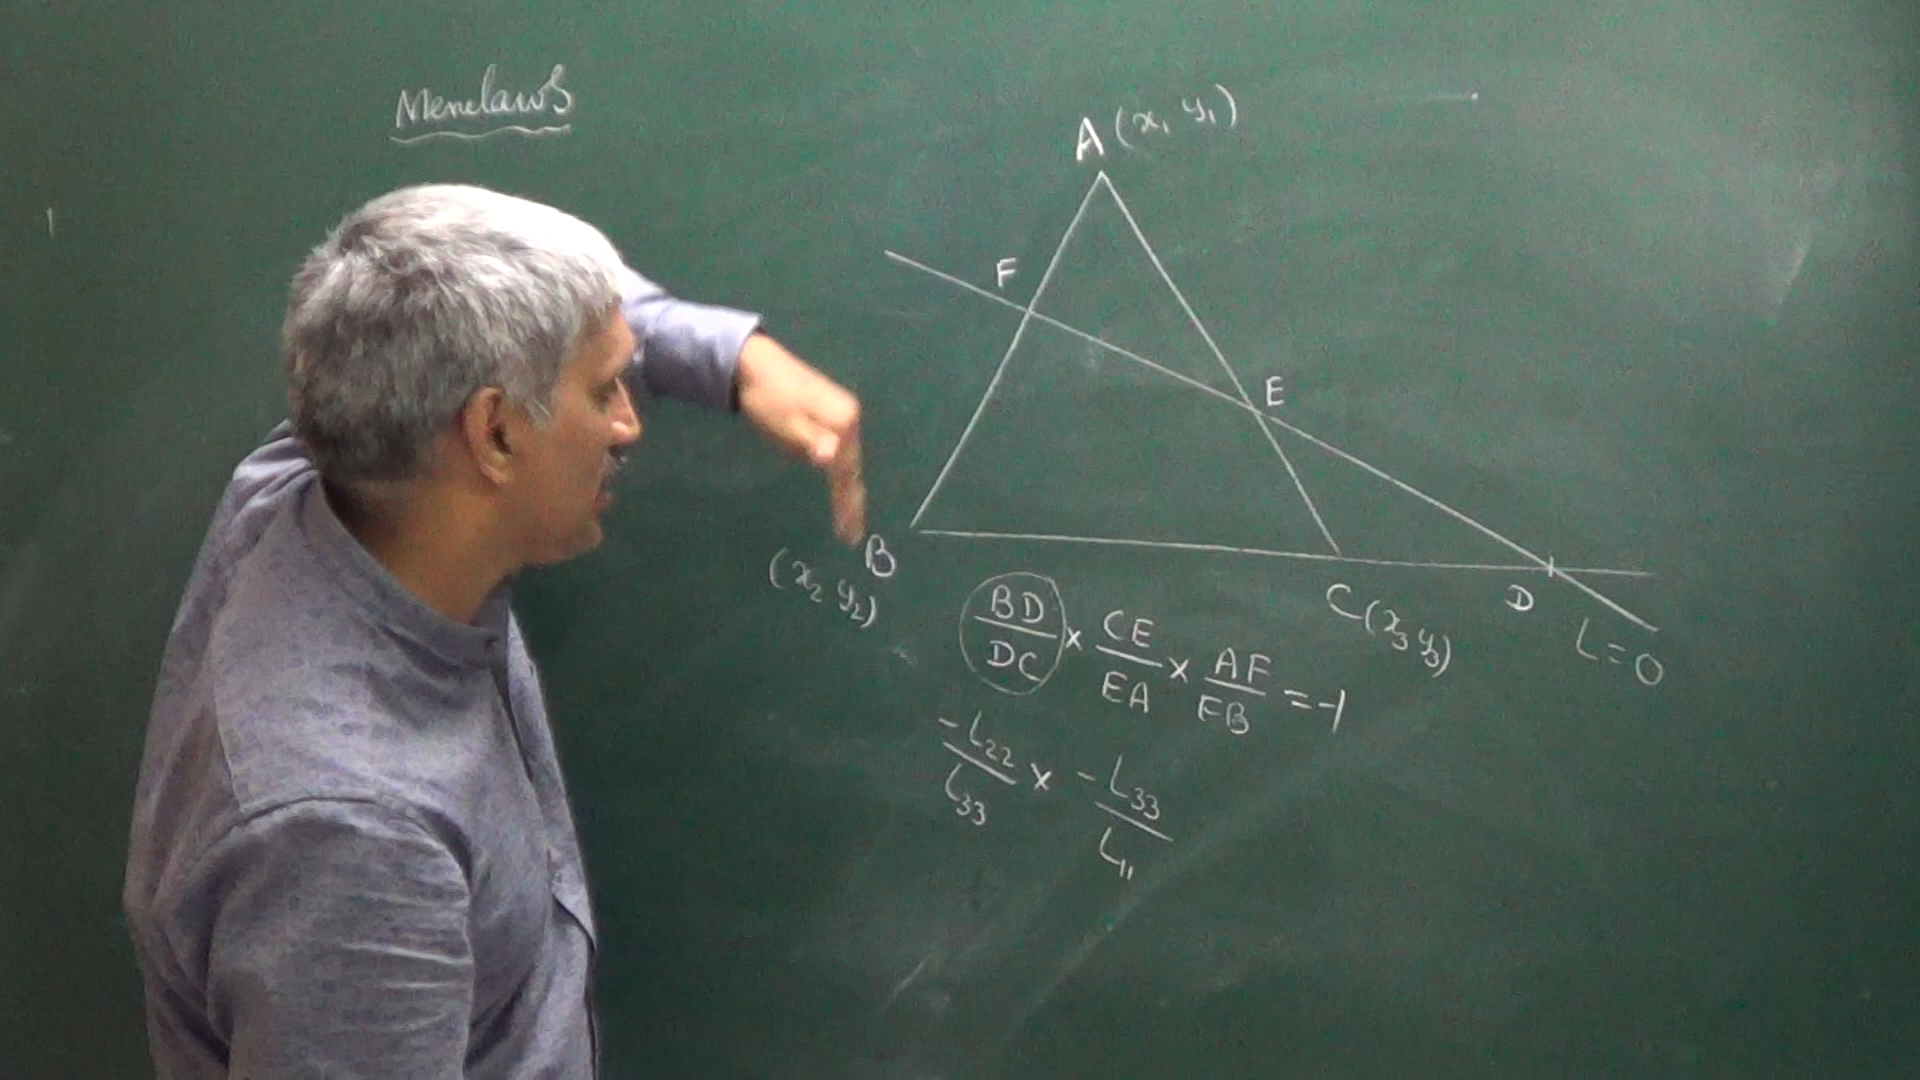 Menelaus
A (x₁ y₁)
F
E
B
(x₂ y₂)
C (x₃ y₃)
D
L=0
BD/DC × CE/EA × AF/FB = -1
-L₂₂/L₃₃ × -L₃₃/L₁₁